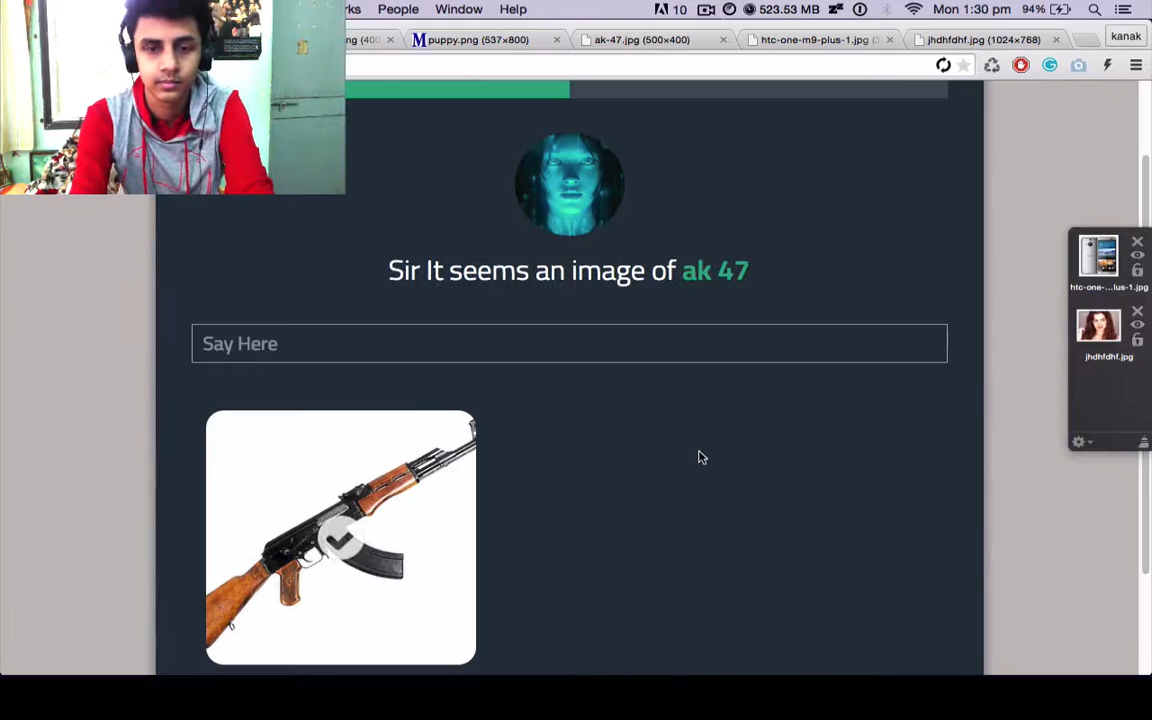 rks People Window Help 10 523.53 MB Mon 1:30 pm 94%
ng (40 puppy.png (537×800) ak-47.jpg (500×400) htc-one-m9-plus-1.jpg ( jhdhfdhf.jpg (1024×768) kanak
Sir It seems an image of ak 47
Say Here
htc-one-...lus-1.jpg
jhdhfdhf.jpg